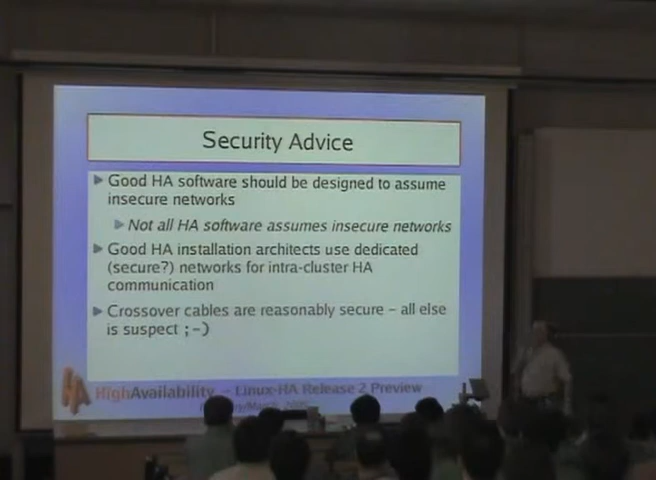 Security Advice
Good HA software should be designed to assume
insecure networks
Not all HA software assumes insecure networks
Good HA installation architects use dedicated
(secure?) networks for intra-cluster HA
communication
Crossover cables are reasonably secure – all else
is suspect ;-)
HA
HighAvailability – Linux-HA Release 2 Preview